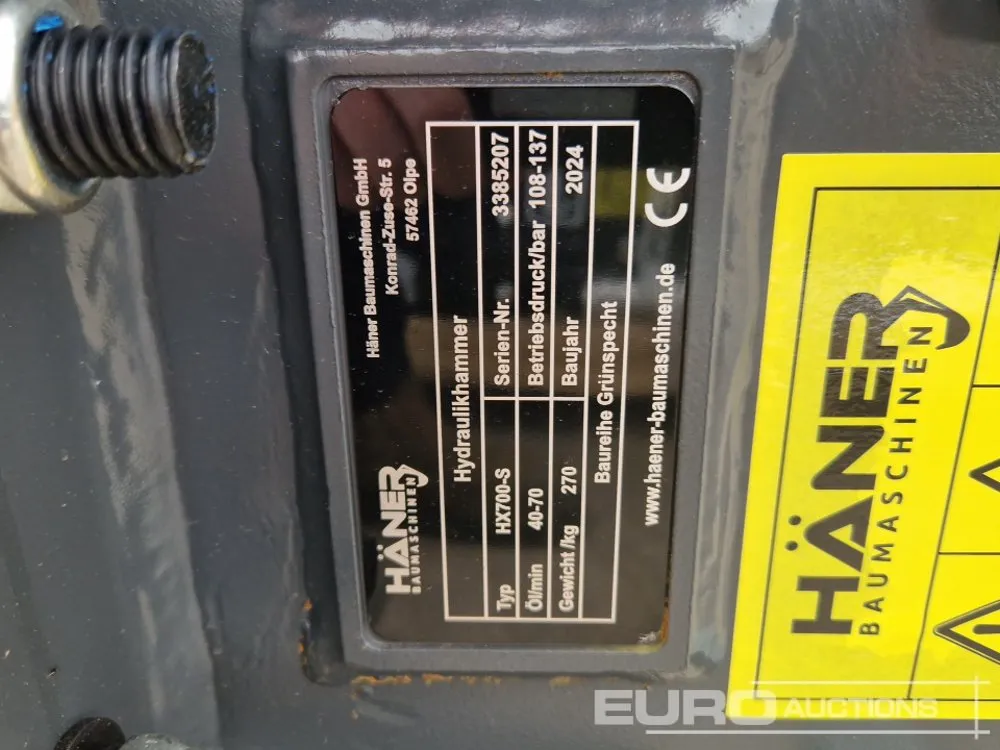 HÄNER
BAUMASCHINEN
Häner Baumaschinen GmbH
Konrad-Zuse-Str. 5
57462 Olpe
Hydraulikhammer
Typ HX700-S Serien-Nr. 3385207
Öl/min 40-70 Betriebsdruck/bar 108-137
Gewicht /kg 270 Baujahr 2024
Baureihe Grünspecht
www.haener-baumaschinen.de CE
HÄNER
BAUMASCHINEN
EURO AUCTIONS